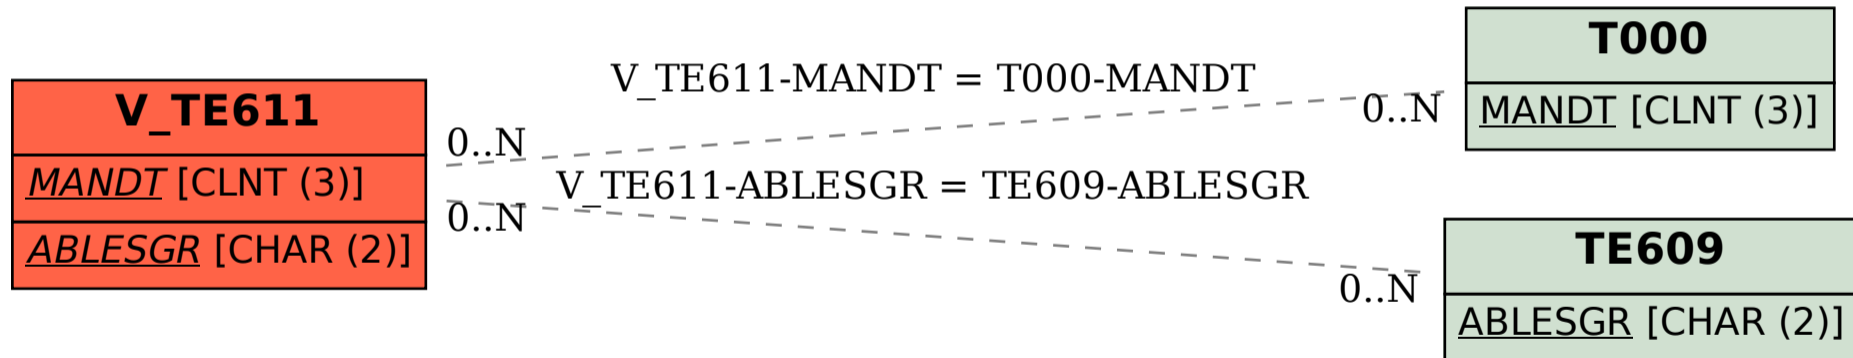 V_TE611
MANDT [CLNT (3)]
ABLESGR [CHAR (2)]
0..N
V_TE611-MANDT = T000-MANDT
0..N
0..N
V_TE611-ABLESGR = TE609-ABLESGR
0..N
T000
MANDT [CLNT (3)]
TE609
ABLESGR [CHAR (2)]